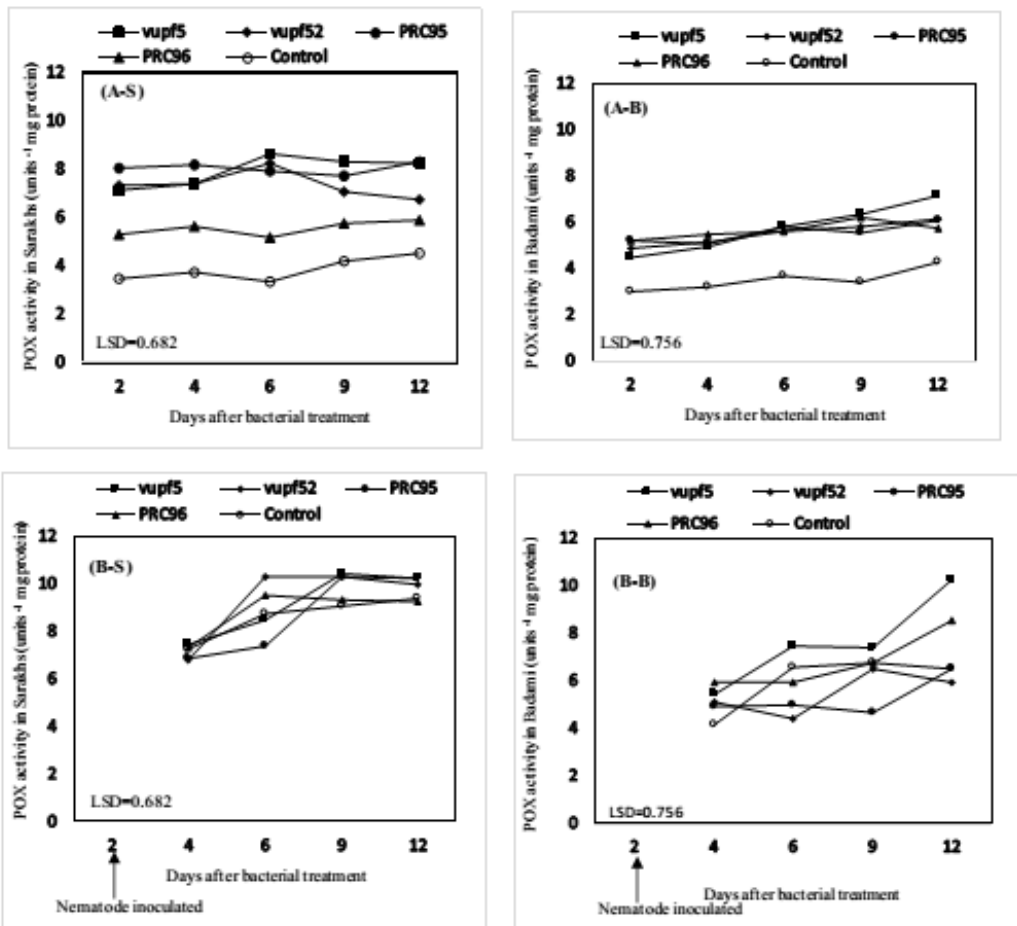 vupf5 vupf52 PRC95
PRC96 Control
POX activity in Sarakhs (units ⁻¹ mg protein)
12
10
8
6
4
2
0
(A-S)
LSD=0.682
2 4 6 9 12
Days after bacterial treatment
vupf5 vupf52 PRC95
PRC96 Control
POX activity in Badami (units ⁻¹ mg protein)
12
10
8
6
4
2
0
(A-B)
LSD=0.756
2 4 6 9 12
Days after bacterial treatment
vupf5 vupf52 PRC95
PRC96 Control
POX activity in Sarakhs (units ⁻¹ mg protein)
12
10
8
6
4
2
0
(B-S)
LSD=0.682
2 4 6 9 12
Days after bacterial treatment
Nematode inoculated
vupf5 vupf52 PRC95
PRC96 Control
POX activity in Badami (units ⁻¹ mg protein)
12
10
8
6
4
2
0
(B-B)
LSD=0.756
2 4 6 9 12
Days after bacterial treatment
Nematode inoculated